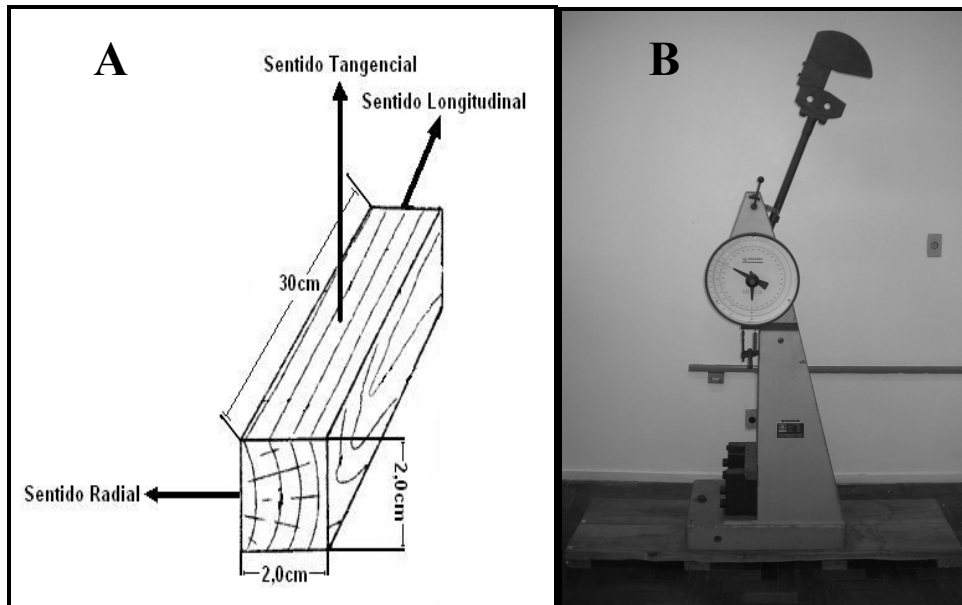 A
Sentido Tangencial
Sentido Longitudinal
30cm
Sentido Radial
2,0cm
2,0cm
B